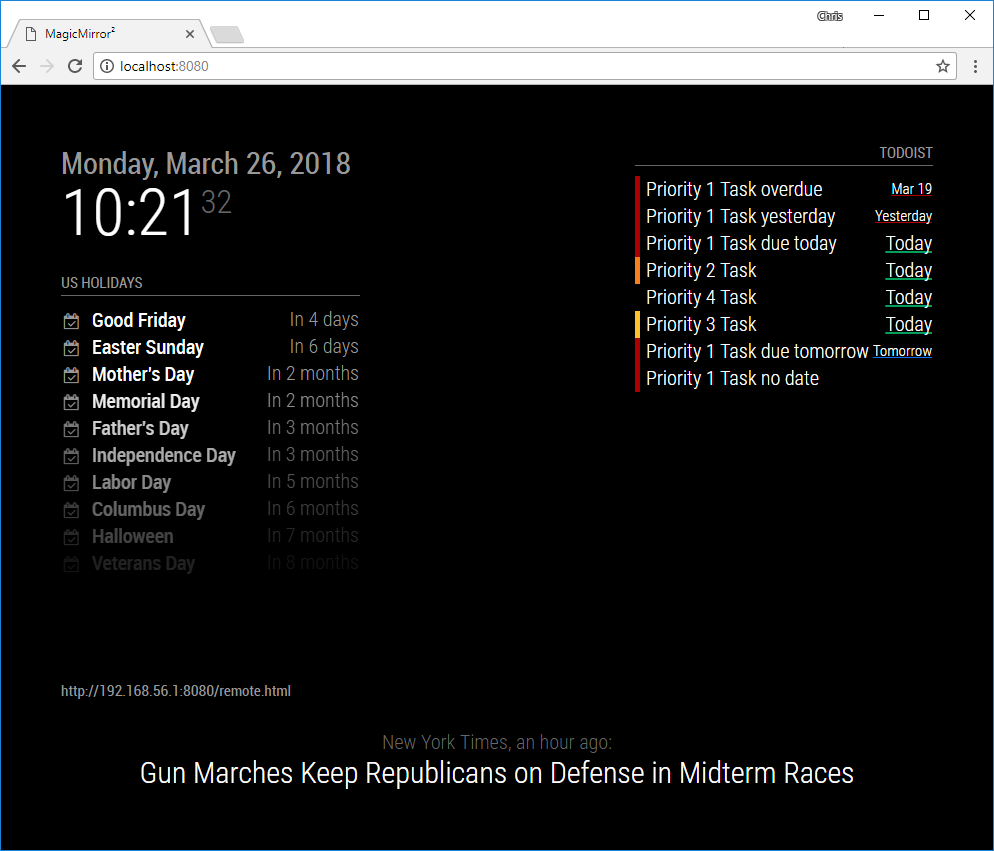 Chris
MagicMirror²
localhost:8080
Monday, March 26, 2018
10:21 32
US HOLIDAYS
Good Friday In 4 days
Easter Sunday In 6 days
Mother's Day In 2 months
Memorial Day In 2 months
Father's Day In 3 months
Independence Day In 3 months
Labor Day In 5 months
Columbus Day In 6 months
Halloween In 7 months
Veterans Day In 8 months
TODOIST
Priority 1 Task overdue Mar 19
Priority 1 Task yesterday Yesterday
Priority 1 Task due today Today
Priority 2 Task Today
Priority 4 Task Today
Priority 3 Task Today
Priority 1 Task due tomorrow Tomorrow
Priority 1 Task no date
http://192.168.56.1:8080/remote.html
New York Times, an hour ago:
Gun Marches Keep Republicans on Defense in Midterm Races